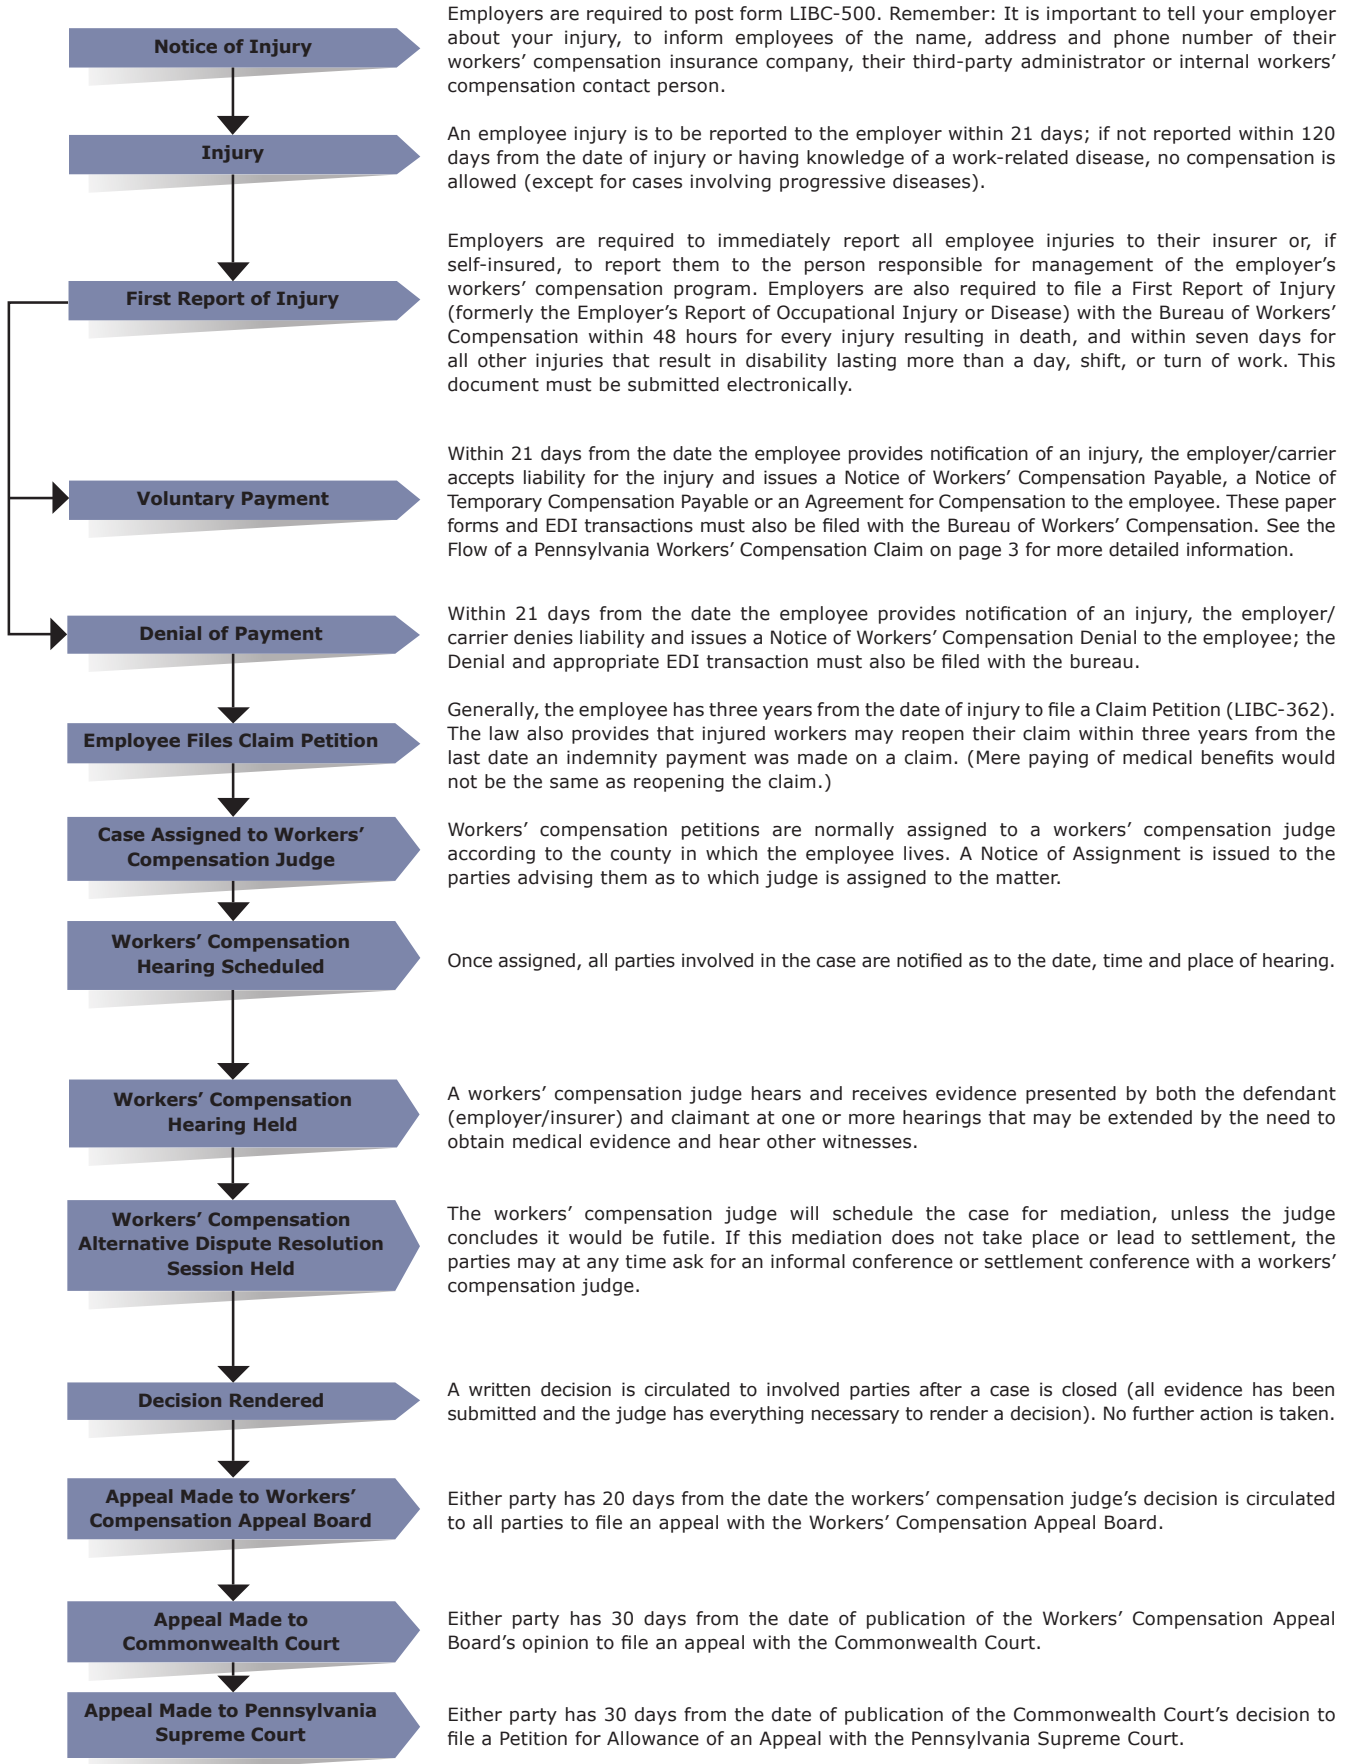 Notice of Injury
Employers are required to post form LIBC-500. Remember: It is important to tell your employer
about your injury, to inform employees of the name, address and phone number of their
workers’ compensation insurance company, their third-party administrator or internal workers’
compensation contact person.
Injury
An employee injury is to be reported to the employer within 21 days; if not reported within 120
days from the date of injury or having knowledge of a work-related disease, no compensation is
allowed (except for cases involving progressive diseases).
First Report of Injury
Employers are required to immediately report all employee injuries to their insurer or, if
self-insured, to report them to the person responsible for management of the employer’s
workers’ compensation program. Employers are also required to file a First Report of Injury
(formerly the Employer’s Report of Occupational Injury or Disease) with the Bureau of Workers’
Compensation within 48 hours for every injury resulting in death, and within seven days for
all other injuries that result in disability lasting more than a day, shift, or turn of work. This
document must be submitted electronically.
Voluntary Payment
Within 21 days from the date the employee provides notification of an injury, the employer/carrier
accepts liability for the injury and issues a Notice of Workers’ Compensation Payable, a Notice of
Temporary Compensation Payable or an Agreement for Compensation to the employee. These paper
forms and EDI transactions must also be filed with the Bureau of Workers’ Compensation. See the
Flow of a Pennsylvania Workers’ Compensation Claim on page 3 for more detailed information.
Denial of Payment
Within 21 days from the date the employee provides notification of an injury, the employer/
carrier denies liability and issues a Notice of Workers’ Compensation Denial to the employee; the
Denial and appropriate EDI transaction must also be filed with the bureau.
Employee Files Claim Petition
Generally, the employee has three years from the date of injury to file a Claim Petition (LIBC-362).
The law also provides that injured workers may reopen their claim within three years from the
last date an indemnity payment was made on a claim. (Mere paying of medical benefits would
not be the same as reopening the claim.)
Case Assigned to Workers’
Compensation Judge
Workers’ compensation petitions are normally assigned to a workers’ compensation judge
according to the county in which the employee lives. A Notice of Assignment is issued to the
parties advising them as to which judge is assigned to the matter.
Workers’ Compensation
Hearing Scheduled
Once assigned, all parties involved in the case are notified as to the date, time and place of hearing.
Workers’ Compensation
Hearing Held
A workers’ compensation judge hears and receives evidence presented by both the defendant
(employer/insurer) and claimant at one or more hearings that may be extended by the need to
obtain medical evidence and hear other witnesses.
Workers’ Compensation
Alternative Dispute Resolution
Session Held
The workers’ compensation judge will schedule the case for mediation, unless the judge
concludes it would be futile. If this mediation does not take place or lead to settlement, the
parties may at any time ask for an informal conference or settlement conference with a workers’
compensation judge.
Decision Rendered
A written decision is circulated to involved parties after a case is closed (all evidence has been
submitted and the judge has everything necessary to render a decision). No further action is taken.
Appeal Made to Workers’
Compensation Appeal Board
Either party has 20 days from the date the workers’ compensation judge’s decision is circulated
to all parties to file an appeal with the Workers’ Compensation Appeal Board.
Appeal Made to
Commonwealth Court
Either party has 30 days from the date of publication of the Workers’ Compensation Appeal
Board’s opinion to file an appeal with the Commonwealth Court.
Appeal Made to Pennsylvania
Supreme Court
Either party has 30 days from the date of publication of the Commonwealth Court’s decision to
file a Petition for Allowance of an Appeal with the Pennsylvania Supreme Court.